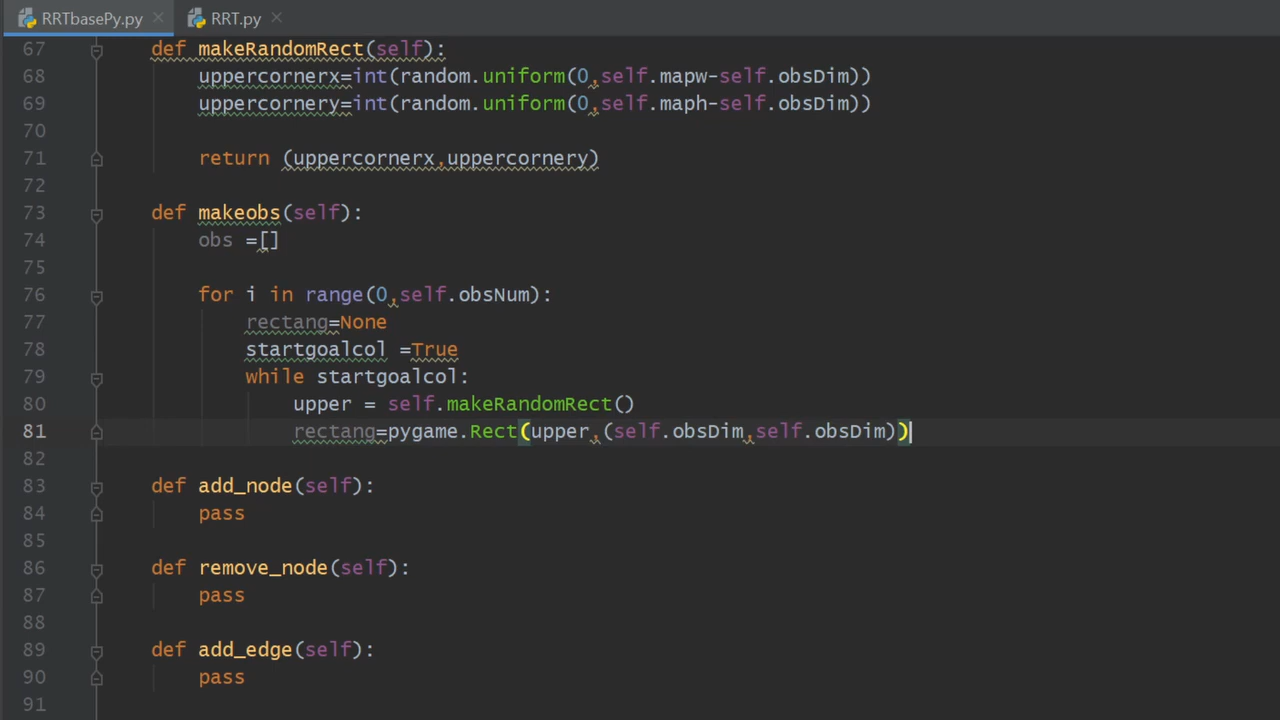 RRTbasePy.py RRT.py
67 def makeRandomRect(self):
68 uppercornerx=int(random.uniform(0,self.mapw-self.obsDim))
69 uppercornery=int(random.uniform(0,self.maph-self.obsDim))
70
71 return (uppercornerx,uppercornery)
72
73 def makeobs(self):
74 obs =[]
75
76 for i in range(0,self.obsNum):
77 rectang=None
78 startgoalcol =True
79 while startgoalcol:
80 upper = self.makeRandomRect()
81 rectang=pygame.Rect(upper,(self.obsDim,self.obsDim))
82
83 def add_node(self):
84 pass
85
86 def remove_node(self):
87 pass
88
89 def add_edge(self):
90 pass
91